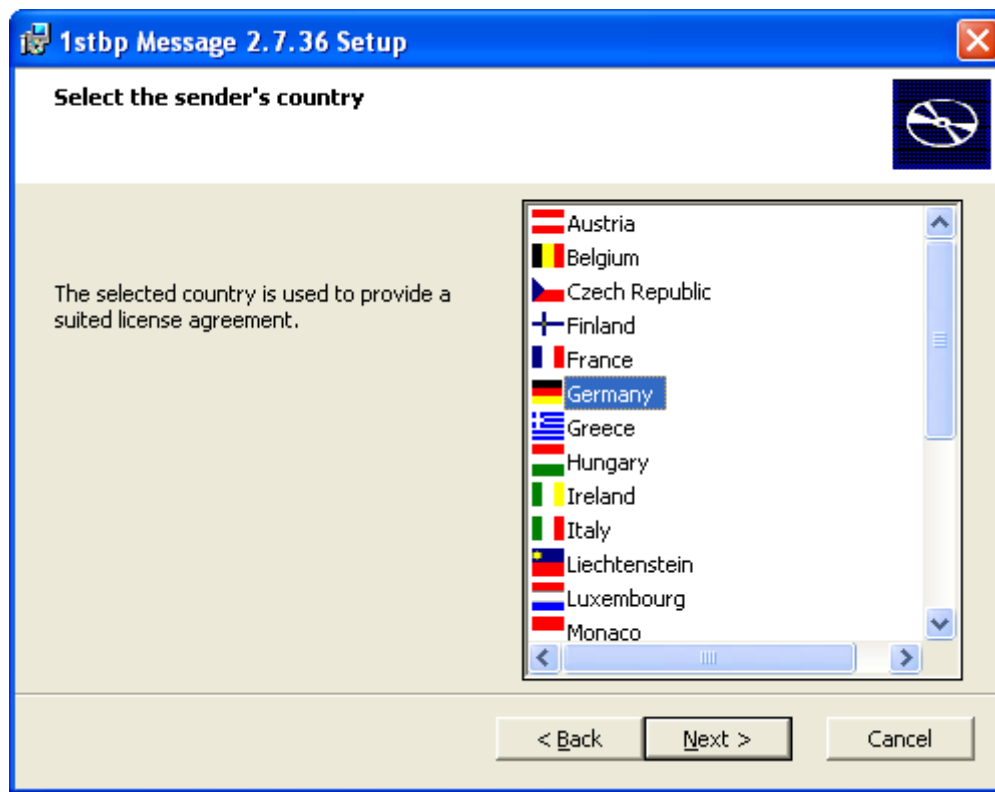 1stbp Message 2.7.36 Setup
Select the sender's country
The selected country is used to provide a
suited license agreement.
Austria
Belgium
Czech Republic
Finland
France
Germany
Greece
Hungary
Ireland
Italy
Liechtenstein
Luxembourg
Monaco
< Back
Next >
Cancel